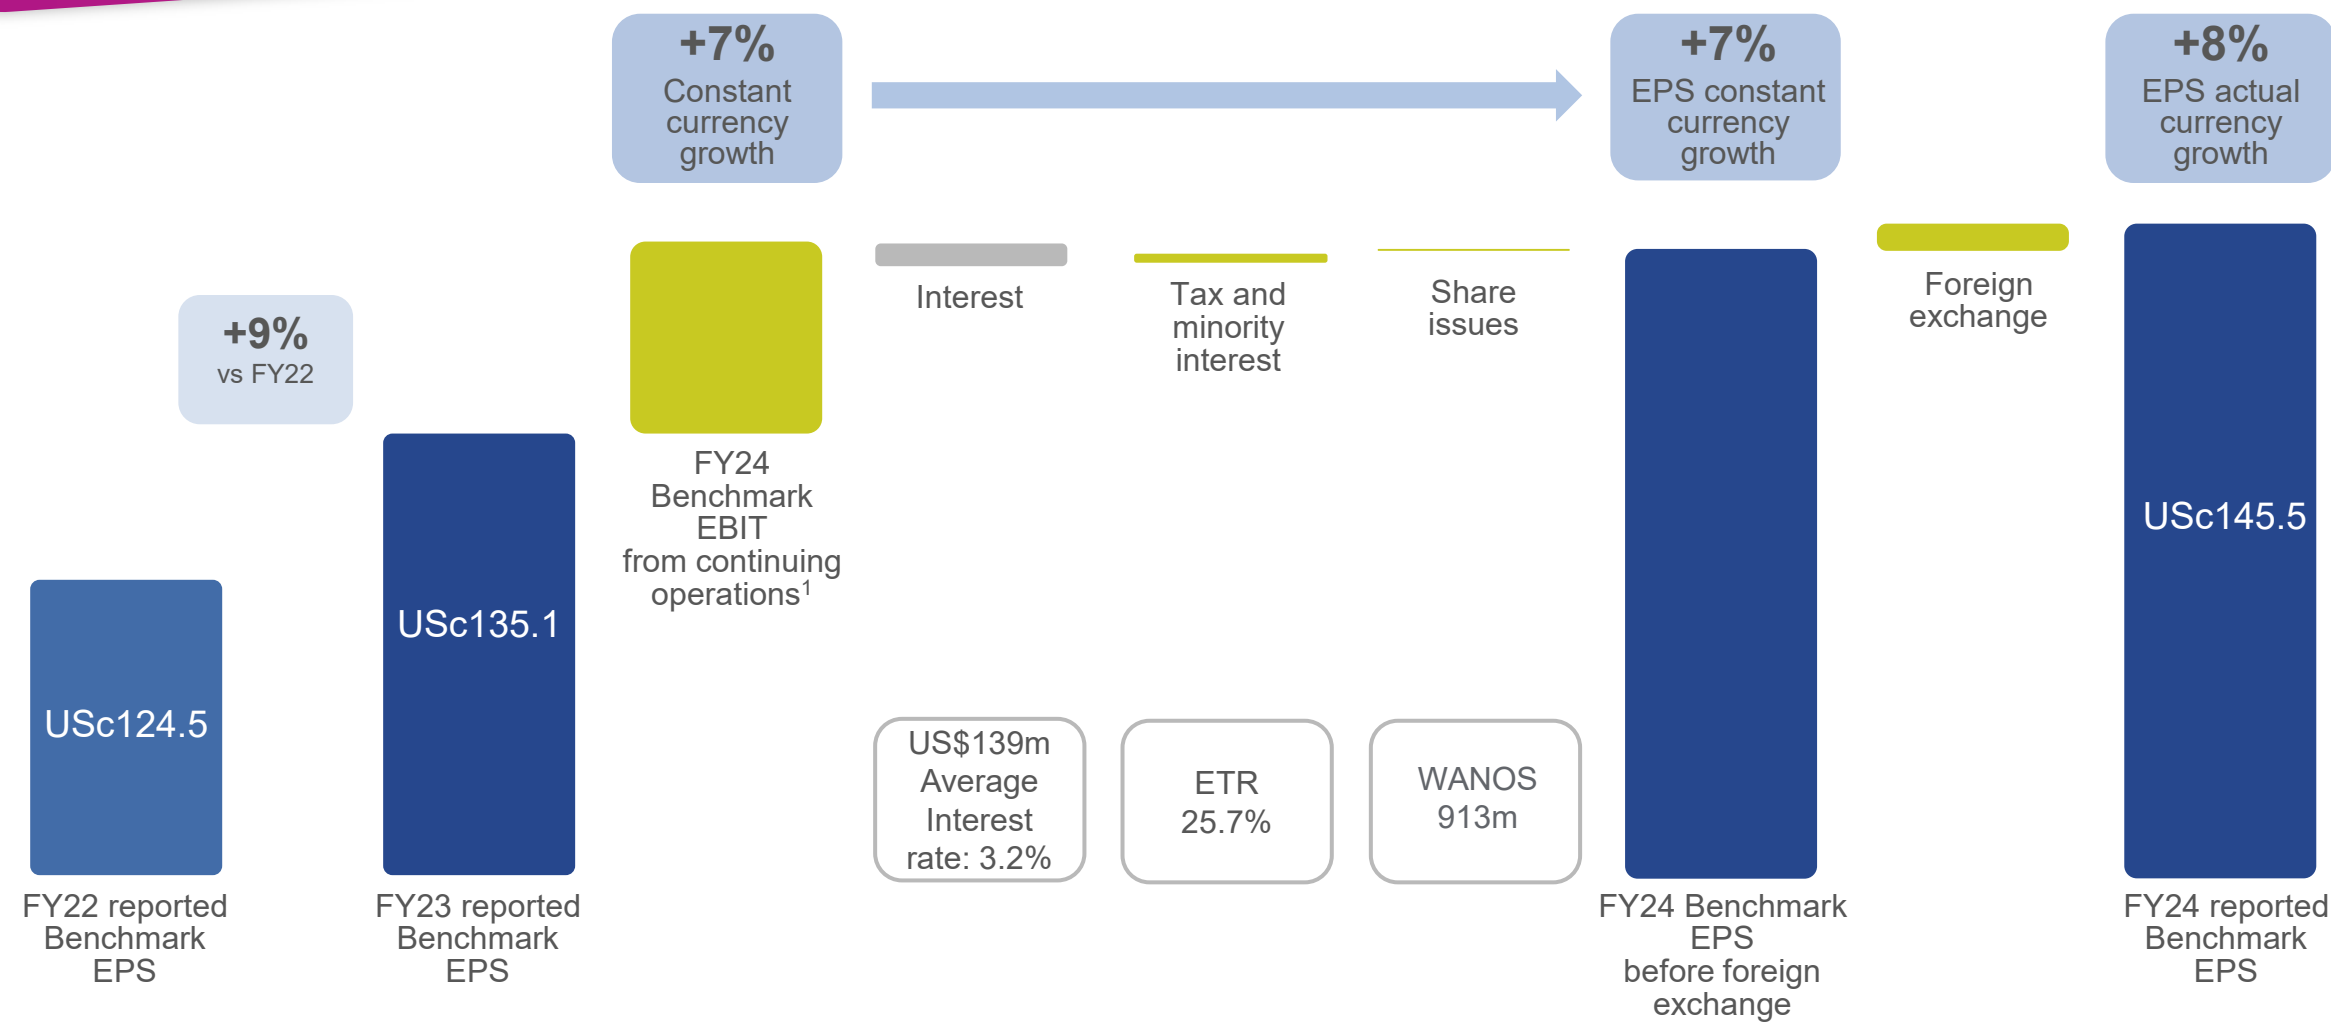 +7%
Constant
currency
growth
+7%
EPS constant
currency
growth
+8%
EPS actual
currency
growth
+9%
vs FY22
Interest
Tax and
minority
interest
Share
issues
Foreign
exchange
FY24
Benchmark
EBIT
from continuing
operations¹
USc124.5
USc135.1
USc145.5
US$139m
Average
Interest
rate: 3.2%
ETR
25.7%
WANOS
913m
FY22 reported
Benchmark
EPS
FY23 reported
Benchmark
EPS
FY24 Benchmark
EPS
before foreign
exchange
FY24 reported
Benchmark
EPS